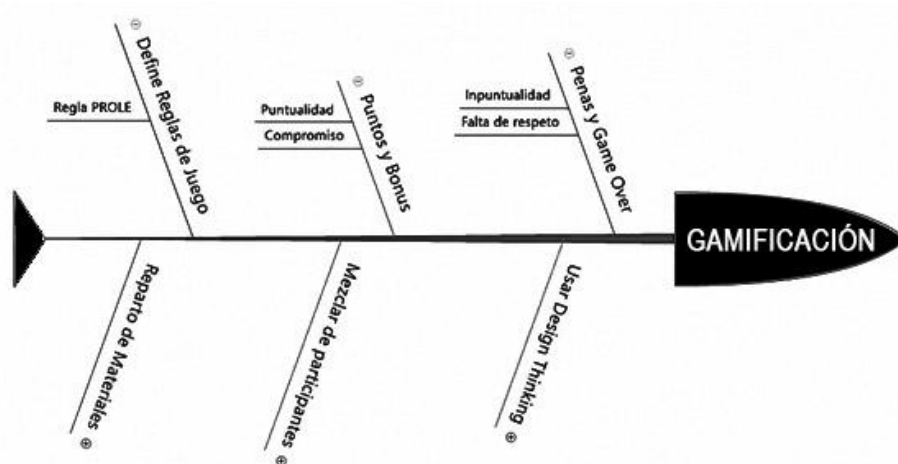 Define Reglas de Juego
Regla PROLE
Puntos y Bonus
Puntualidad
Compromiso
Penas y Game Over
Inpuntualidad
Falta de respeto
GAMIFICACIÓN
Reparto de Materiales
Mezclar de participantes
Usar Design Thinking